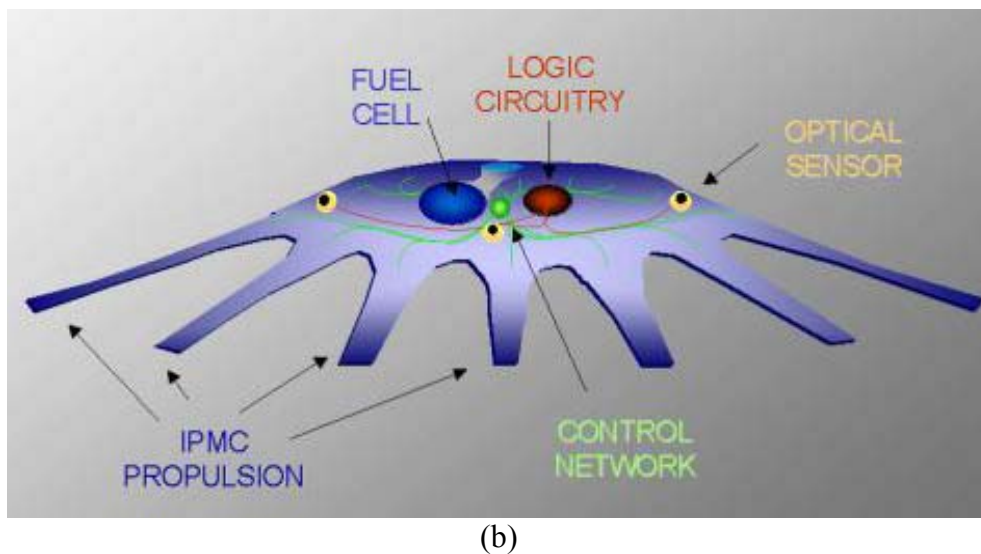 FUEL
CELL
LOGIC
CIRCUITRY
OPTICAL
SENSOR
IPMC
PROPULSION
CONTROL
NETWORK
(b)